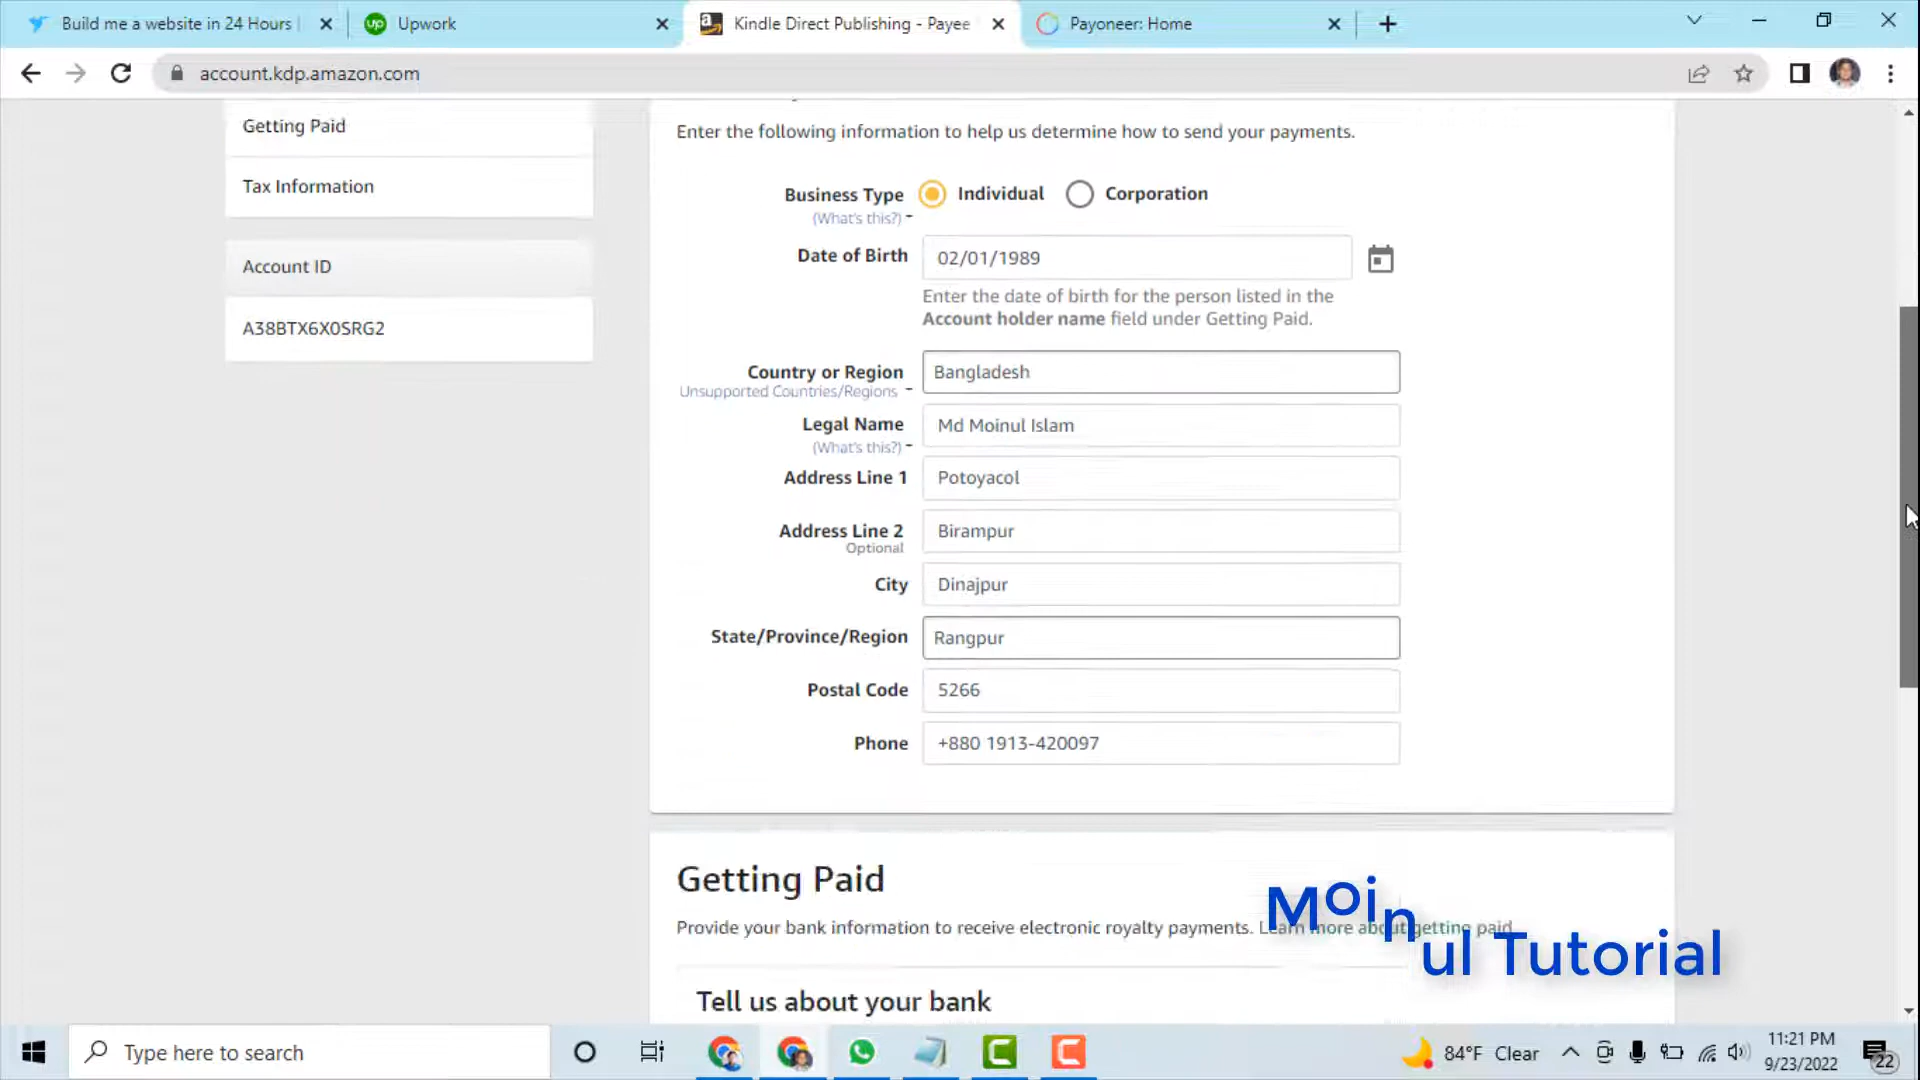 Build me a website in 24 Hours
Upwork
Kindle Direct Publishing - Payee
Payoneer: Home
account.kdp.amazon.com
Getting Paid
Tax Information
Account ID
A38BTX6X0SRG2
Enter the following information to help us determine how to send your payments.
Business Type
Individual
Corporation
(What's this?)
Date of Birth
02/01/1989
Enter the date of birth for the person listed in the
Account holder name field under Getting Paid.
Country or Region
Bangladesh
Unsupported Countries/Regions
Legal Name
Md Moinul Islam
(What's this?)
Address Line 1
Potoyacol
Address Line 2
Birampur
Optional
City
Dinajpur
State/Province/Region
Rangpur
Postal Code
5266
Phone
+880 1913-420097
Getting Paid
Provide your bank information to receive electronic royalty payments. Learn more about getting paid
Moinul Tutorial
Tell us about your bank
Type here to search
84°F Clear
11:21 PM
9/23/2022
22